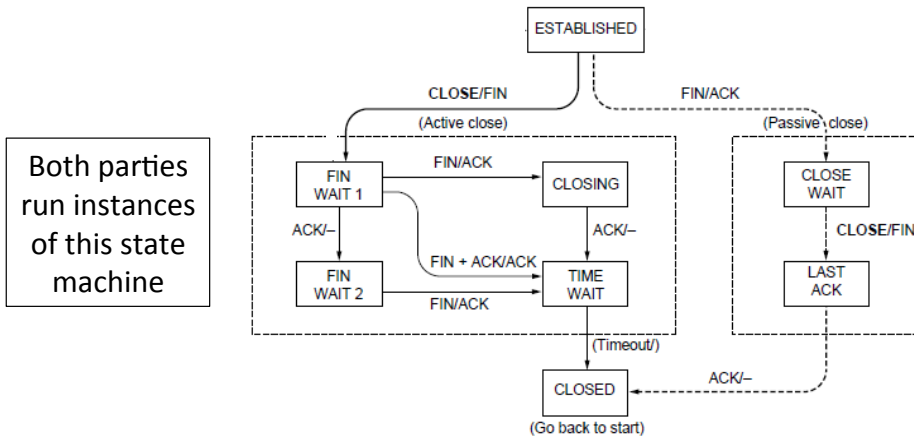 ESTABLISHED
CLOSE/FIN
FIN/ACK
(Active close)
(Passive close)
Both parties
run instances
of this state
machine
FIN
WAIT 1
FIN/ACK
CLOSING
CLOSE
WAIT
ACK/–
ACK/–
CLOSE/FIN
FIN + ACK/ACK
FIN
WAIT 2
FIN/ACK
TIME
WAIT
LAST
ACK
(Timeout/)
CLOSED
ACK/–
(Go back to start)